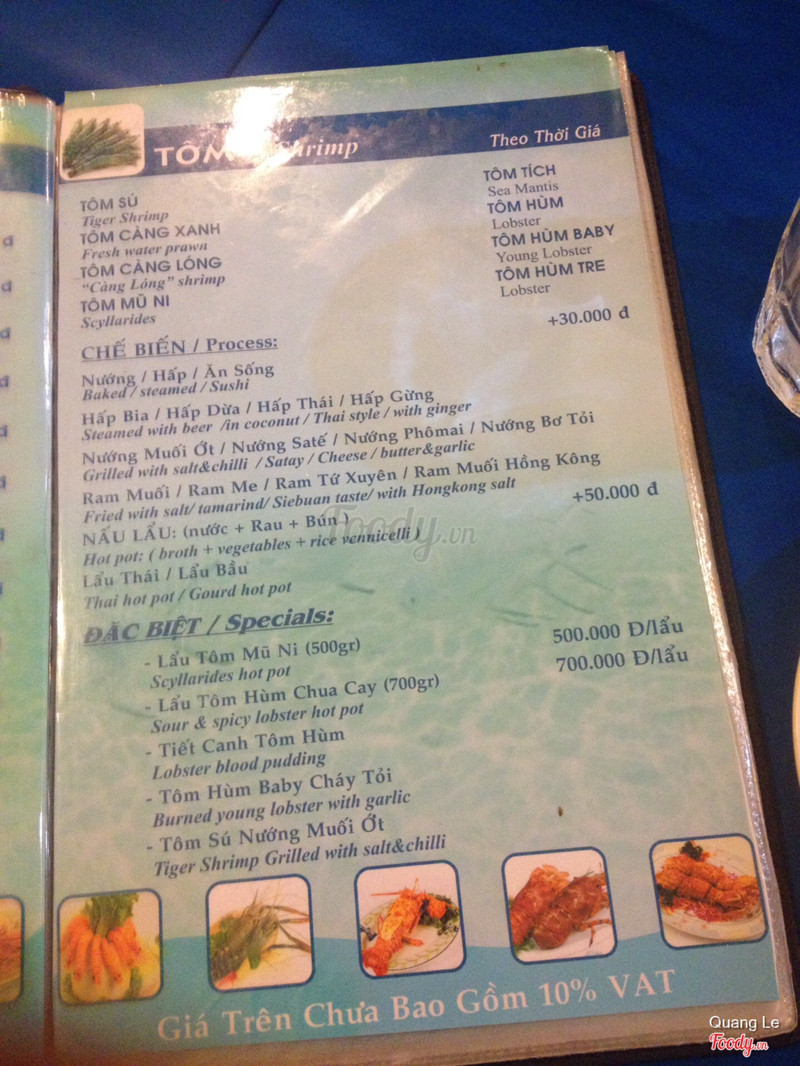 TÔM Shrimp
Theo Thời Giá
TÔM SÚ
Tiger Shrimp
TÔM CÀNG XANH
Fresh water prawn
TÔM CÀNG LÓNG
"Càng Lóng" shrimp
TÔM MŨ NI
Scyllarides
TÔM TÍCH
Sea Mantis
TÔM HÙM
Lobster
TÔM HÙM BABY
Young Lobster
TÔM HÙM TRE
Lobster
CHẾ BIẾN / Process:
+30.000 đ
Nướng / Hấp / Ăn Sống
Baked / steamed / Sushi
Hấp Bia / Hấp Dừa / Hấp Thái / Hấp Gừng
Steamed with beer /in coconut / Thai style / with ginger
Nướng Muối Ớt / Nướng Satế / Nướng Phômai / Nướng Bơ Tỏi
Grilled with salt&chilli / Satay / Cheese / butter&garlic
Ram Muối / Ram Me / Ram Tứ Xuyên / Ram Muối Hồng Kông
Fried with salt/ tamarind/ Siebuan taste/ with Hongkong salt
NẤU LẨU: (nước + Rau + Bún )
+50.000 đ
Hot pot: ( broth + vegetables + rice vennicelli )
Lẩu Thái / Lẩu Bầu
Thai hot pot / Gourd hot pot
ĐĂC BIỆT / Specials:
- Lẩu Tôm Mũ Ni (500gr) 500.000 Đ/lẩu
Scyllarides hot pot
- Lẩu Tôm Hùm Chua Cay (700gr) 700.000 Đ/lẩu
Sour & spicy lobster hot pot
- Tiết Canh Tôm Hùm
Lobster blood pudding
- Tôm Hùm Baby Cháy Tỏi
Burned young lobster with garlic
- Tôm Sú Nướng Muối Ớt
Tiger Shrimp Grilled with salt&chilli
Giá Trên Chưa Bao Gồm 10% VAT
đ
đ
đ
đ
đ
đ
đ
đ
đ
Foody.vn
Quang Le
Foody.vn